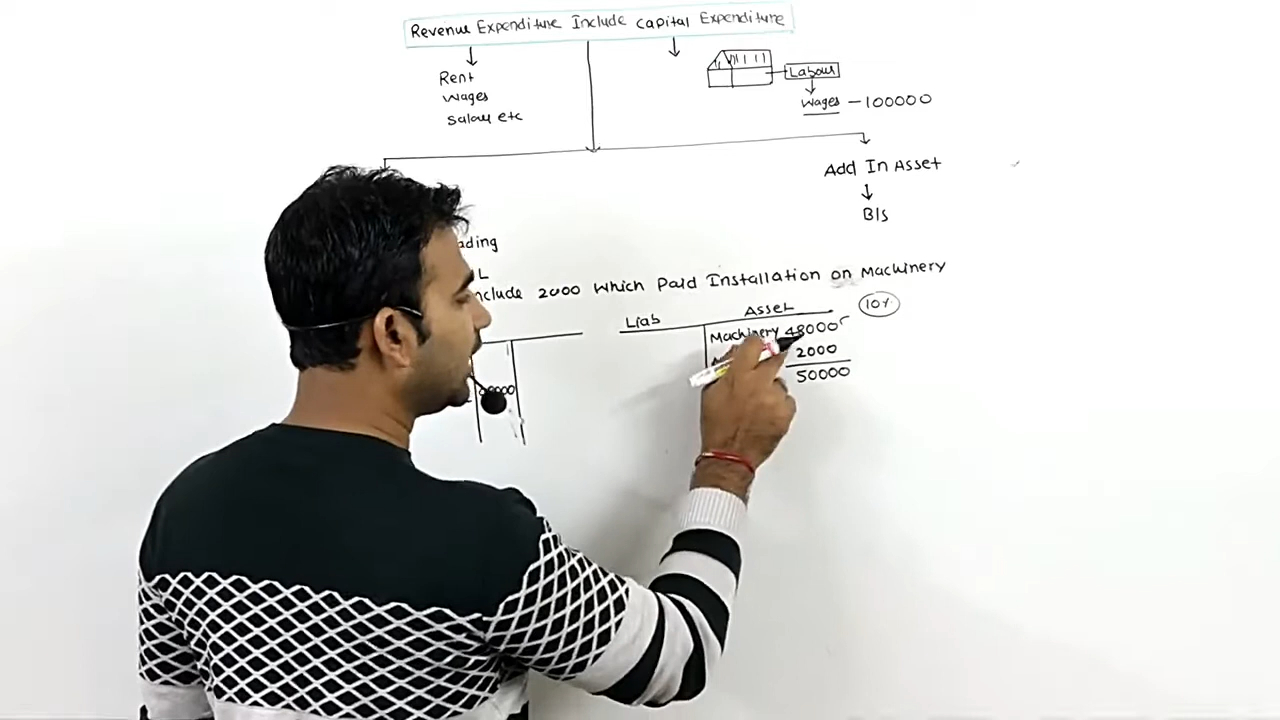 Revenue Expenditure Include Capital Expenditure
Rent
Wages
Salary etc
Labour
Wages - 100000
Add In Asset
B/s
ading
L
nclude 2000 Which Paid Installation on Machinery
10%
Liab
Asset
Machinery 48000
2000
50000